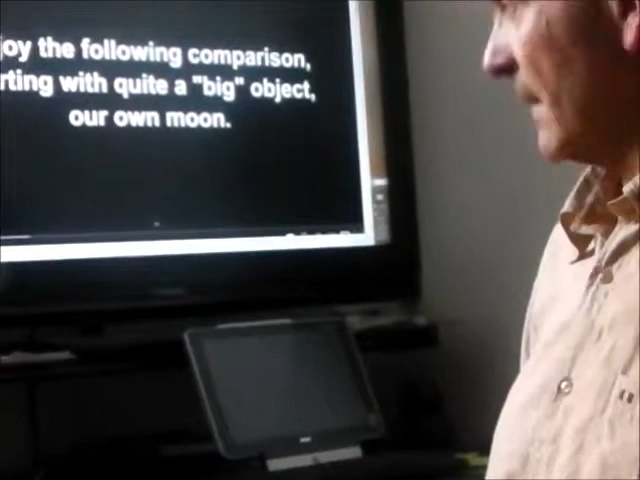 joy the following comparison,
rting with quite a "big" object,
our own moon.